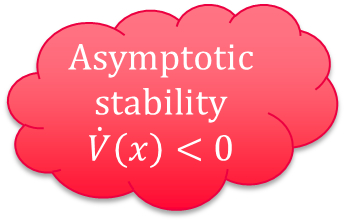 Asymptotic
stability
V̇(x) < 0